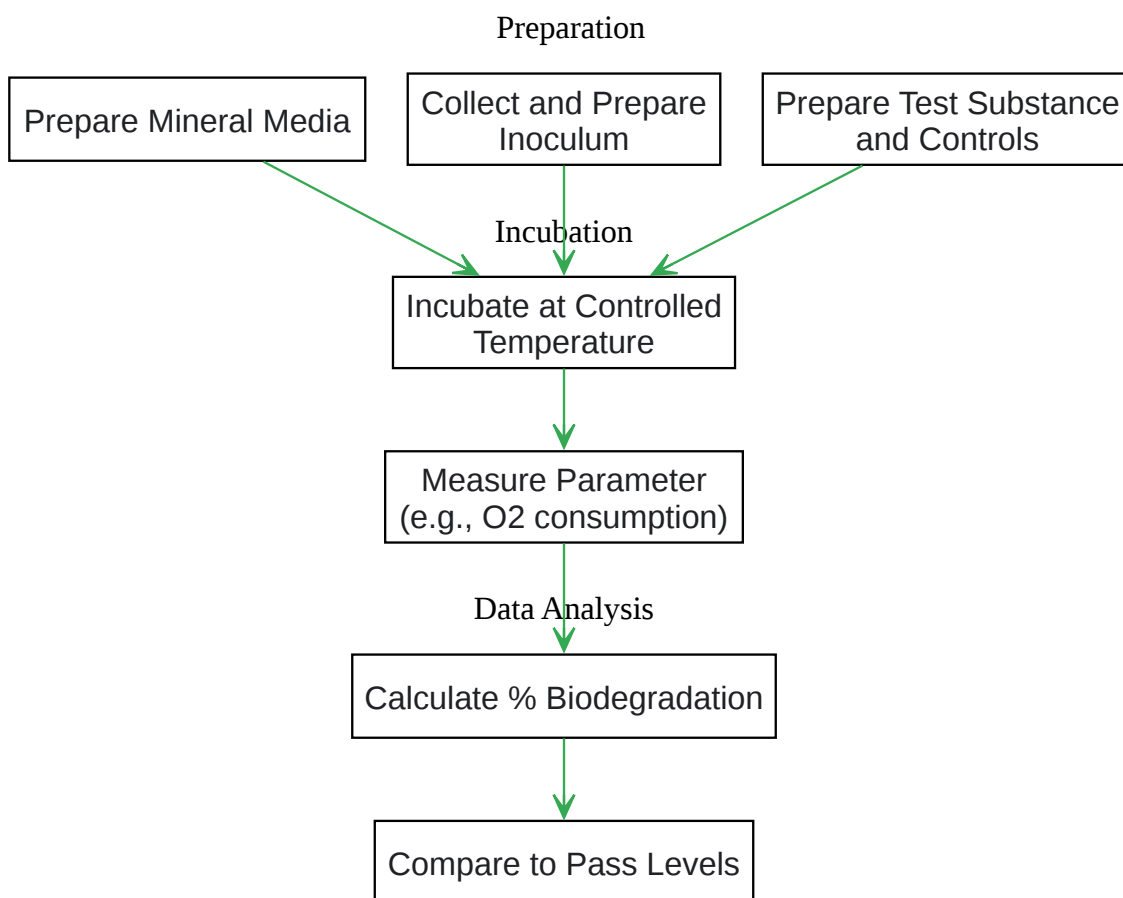 Preparation
Prepare Mineral Media
Collect and Prepare
Inoculum
Prepare Test Substance
and Controls
Incubation
Incubate at Controlled
Temperature
Measure Parameter
(e.g., O2 consumption)
Data Analysis
Calculate % Biodegradation
Compare to Pass Levels